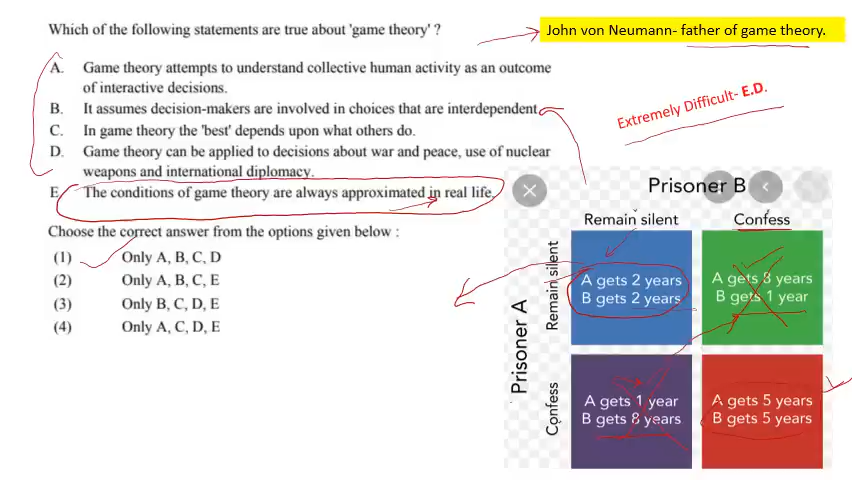 Which of the following statements are true about 'game theory' ?
John von Neumann- father of game theory.
A. Game theory attempts to understand collective human activity as an outcome
of interactive decisions.
B. It assumes decision-makers are involved in choices that are interdependent.
C. In game theory the 'best' depends upon what others do.
D. Game theory can be applied to decisions about war and peace, use of nuclear
weapons and international diplomacy.
E. The conditions of game theory are always approximated in real life.
Extremely Difficult- E.D.
Choose the correct answer from the options given below :
(1) Only A, B, C, D
(2) Only A, B, C, E
(3) Only B, C, D, E
(4) Only A, C, D, E
Prisoner B
Remain silent
Confess
Prisoner A
Remain silent
A gets 2 years
B gets 2 years
A gets 8 years
B gets 1 year
Confess
A gets 1 year
B gets 8 years
A gets 5 years
B gets 5 years